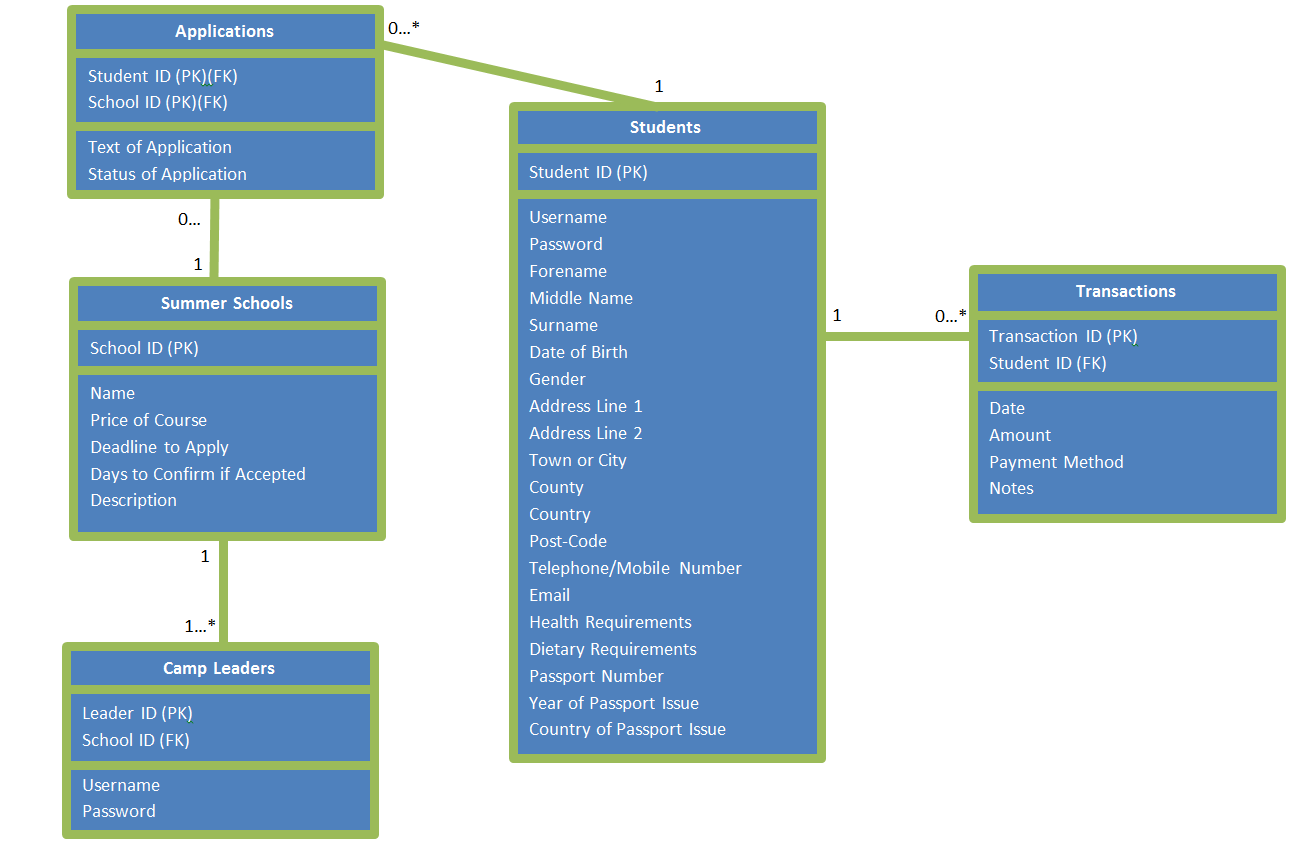 Applications
Student ID (PK)(FK)
School ID (PK)(FK)
Text of Application
Status of Application
0...*
1
0...
1
Summer Schools
School ID (PK)
Name
Price of Course
Deadline to Apply
Days to Confirm if Accepted
Description
1
1...*
Camp Leaders
Leader ID (PK)
School ID (FK)
Username
Password
Students
Student ID (PK)
Username
Password
Forename
Middle Name
Surname
Date of Birth
Gender
Address Line 1
Address Line 2
Town or City
County
Country
Post-Code
Telephone/Mobile Number
Email
Health Requirements
Dietary Requirements
Passport Number
Year of Passport Issue
Country of Passport Issue
1
0...*
Transactions
Transaction ID (PK)
Student ID (FK)
Date
Amount
Payment Method
Notes